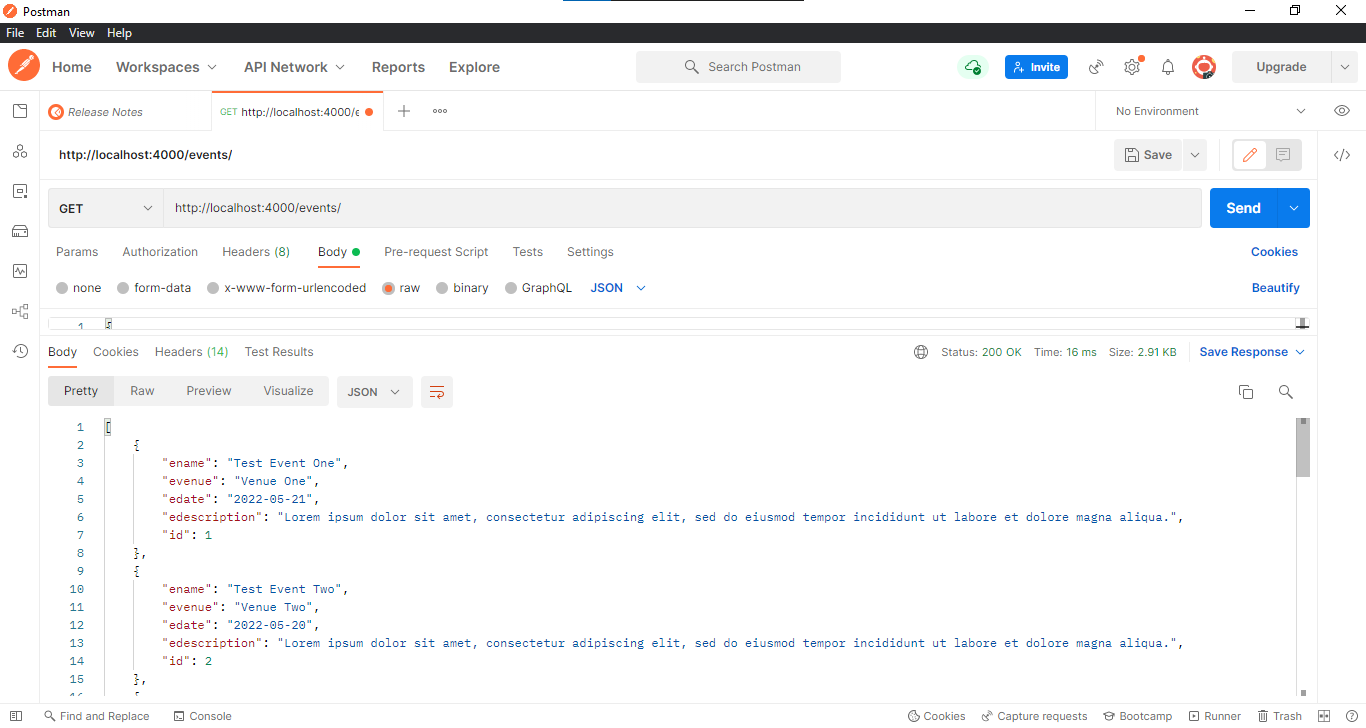 Postman
File Edit View Help
Home Workspaces API Network Reports Explore Search Postman Invite Upgrade
Release Notes GET http://localhost:4000/e No Environment
http://localhost:4000/events/ Save
GET http://localhost:4000/events/ Send
Params Authorization Headers (8) Body Pre-request Script Tests Settings Cookies
none form-data x-www-form-urlencoded raw binary GraphQL JSON Beautify
1 {
Body Cookies Headers (14) Test Results Status: 200 OK Time: 16 ms Size: 2.91 KB Save Response
Pretty Raw Preview Visualize JSON
1 [
2 {
3 "ename": "Test Event One",
4 "evenue": "Venue One",
5 "edate": "2022-05-21",
6 "edescription": "Lorem ipsum dolor sit amet, consectetur adipiscing elit, sed do eiusmod tempor incididunt ut labore et dolore magna aliqua.",
7 "id": 1
8 },
9 {
10 "ename": "Test Event Two",
11 "evenue": "Venue Two",
12 "edate": "2022-05-20",
13 "edescription": "Lorem ipsum dolor sit amet, consectetur adipiscing elit, sed do eiusmod tempor incididunt ut labore et dolore magna aliqua.",
14 "id": 2
15 },
Find and Replace Console Cookies Capture requests Bootcamp Runner Trash